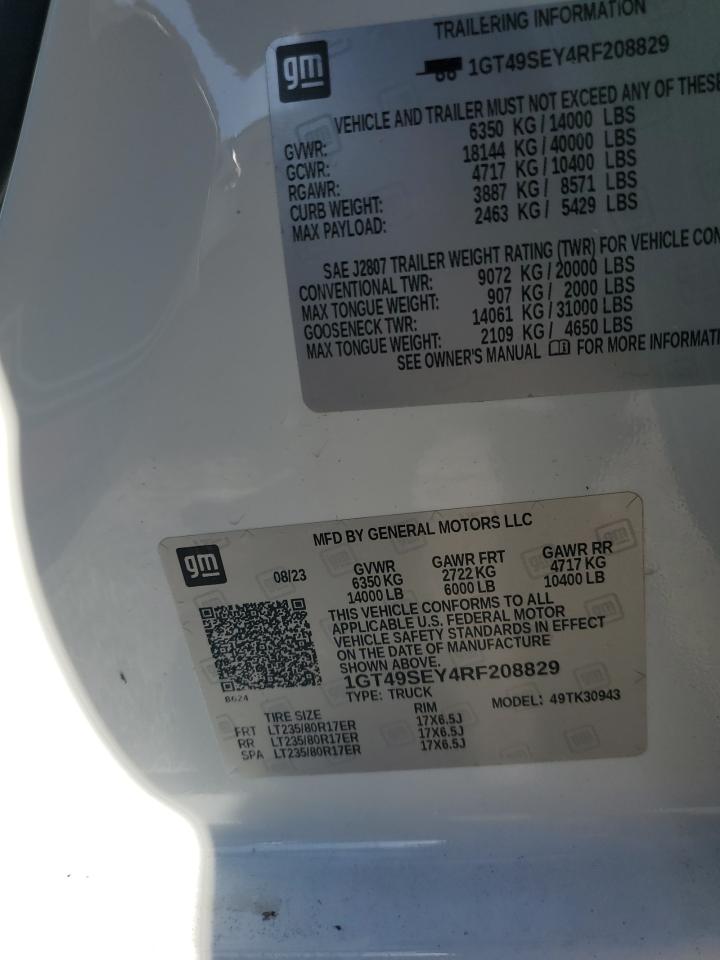 TRAILERING INFORMATION
gm
1GT49SEY4RF208829
VEHICLE AND TRAILER MUST NOT EXCEED ANY OF THESE
GVWR: 6350 KG / 14000 LBS
GCWR: 18144 KG / 40000 LBS
RGAWR: 4717 KG / 10400 LBS
CURB WEIGHT: 3887 KG / 8571 LBS
MAX PAYLOAD: 2463 KG / 5429 LBS
SAE J2807 TRAILER WEIGHT RATING (TWR) FOR VEHICLE CON
CONVENTIONAL TWR: 9072 KG / 20000 LBS
MAX TONGUE WEIGHT: 907 KG / 2000 LBS
GOOSENECK TWR: 14061 KG / 31000 LBS
MAX TONGUE WEIGHT: 2109 KG / 4650 LBS
SEE OWNER'S MANUAL FOR MORE INFORMATI
MFD BY GENERAL MOTORS LLC
gm
08/23 GVWR GAWR FRT GAWR RR
6350 KG 2722 KG 4717 KG
14000 LB 6000 LB 10400 LB
THIS VEHICLE CONFORMS TO ALL
APPLICABLE U.S. FEDERAL MOTOR
VEHICLE SAFETY STANDARDS IN EFFECT
ON THE DATE OF MANUFACTURE
SHOWN ABOVE.
1GT49SEY4RF208829
8624
TYPE: TRUCK MODEL: 49TK30943
TIRE SIZE RIM
FRT LT235/80R17ER 17X6.5J
RR LT235/80R17ER 17X6.5J
SPA LT235/80R17ER 17X6.5J